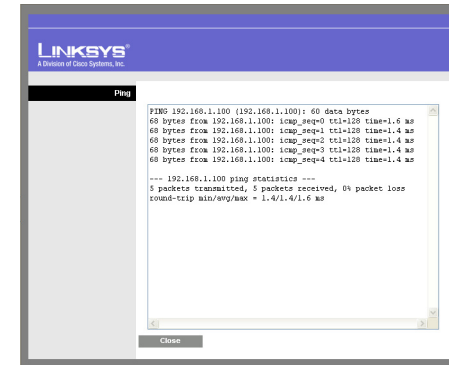 LINKSYS®
A Division of Cisco Systems, Inc.
Ping
PING 192.168.1.100 (192.168.1.100): 60 data bytes
68 bytes from 192.168.1.100: icmp_seq=0 ttl=128 time=1.6 ms
68 bytes from 192.168.1.100: icmp_seq=1 ttl=128 time=1.4 ms
68 bytes from 192.168.1.100: icmp_seq=2 ttl=128 time=1.4 ms
68 bytes from 192.168.1.100: icmp_seq=3 ttl=128 time=1.4 ms
68 bytes from 192.168.1.100: icmp_seq=4 ttl=128 time=1.4 ms
--- 192.168.1.100 ping statistics ---
5 packets transmitted, 5 packets received, 0% packet loss
round-trip min/avg/max = 1.4/1.4/1.6 ms
Close